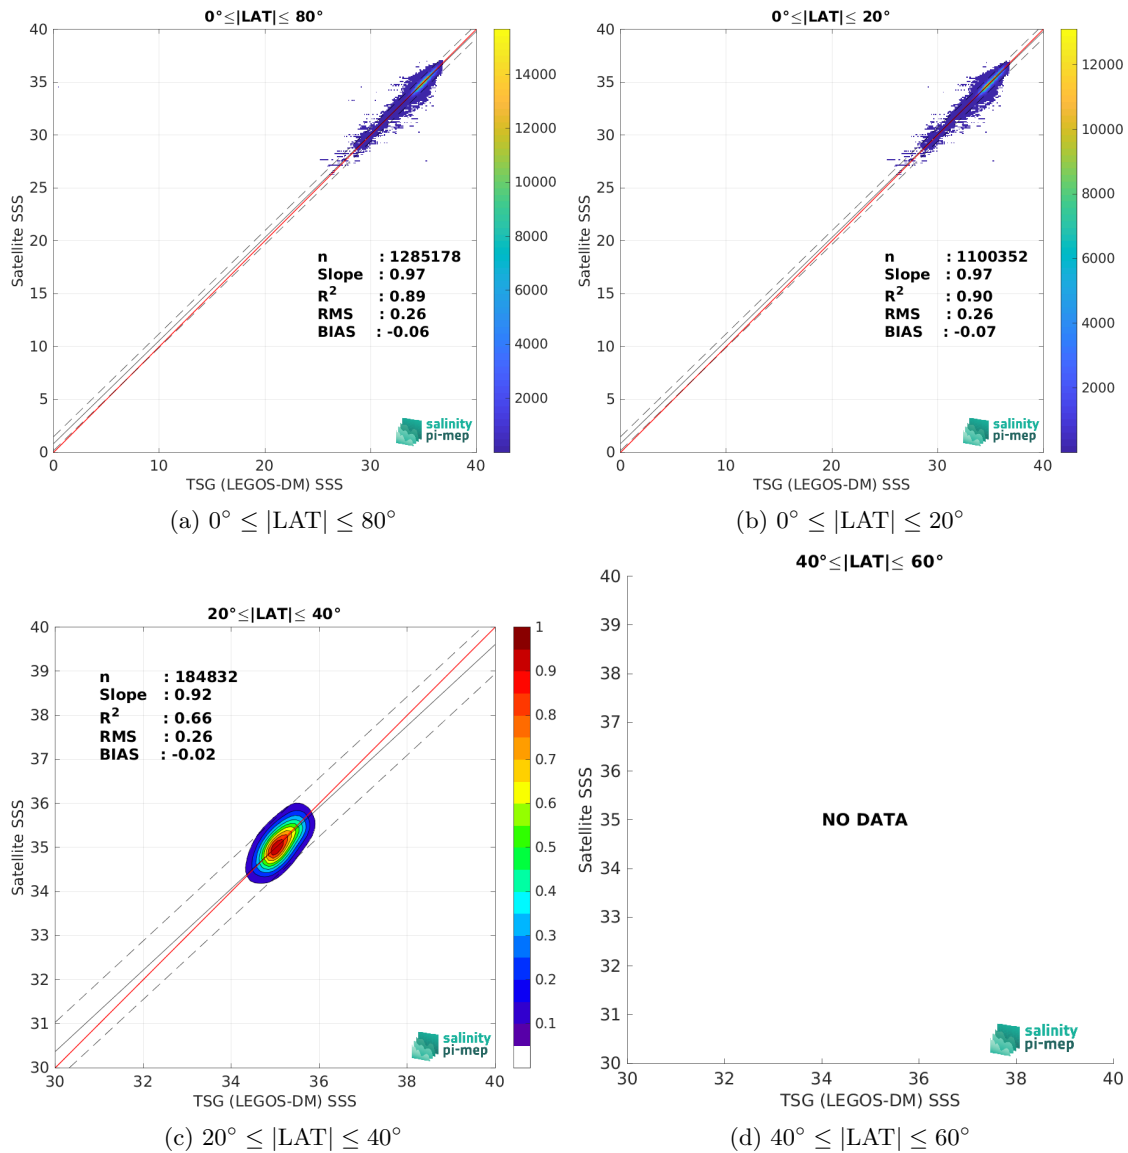 0°≤|LAT|≤ 80°
40
35
30
25
20
15
10
5
0
0
10
20
30
40
Satellite SSS
TSG (LEGOS-DM) SSS
n : 1285178
Slope : 0.97
R² : 0.89
RMS : 0.26
BIAS : -0.06
salinity
pi-mep
14000
12000
10000
8000
6000
4000
2000
(a) 0° ≤ |LAT| ≤ 80°
0°≤|LAT|≤ 20°
40
35
30
25
20
15
10
5
0
0
10
20
30
40
Satellite SSS
TSG (LEGOS-DM) SSS
n : 1100352
Slope : 0.97
R² : 0.90
RMS : 0.26
BIAS : -0.07
salinity
pi-mep
12000
10000
8000
6000
4000
2000
(b) 0° ≤ |LAT| ≤ 20°
20°≤|LAT|≤ 40°
40
39
38
37
36
35
34
33
32
31
30
30
32
34
36
38
40
Satellite SSS
TSG (LEGOS-DM) SSS
n : 184832
Slope : 0.92
R² : 0.66
RMS : 0.26
BIAS : -0.02
salinity
pi-mep
1
0.9
0.8
0.7
0.6
0.5
0.4
0.3
0.2
0.1
(c) 20° ≤ |LAT| ≤ 40°
40°≤|LAT|≤ 60°
40
39
38
37
36
35
34
33
32
31
30
30
32
34
36
38
40
Satellite SSS
TSG (LEGOS-DM) SSS
NO DATA
salinity
pi-mep
(d) 40° ≤ |LAT| ≤ 60°